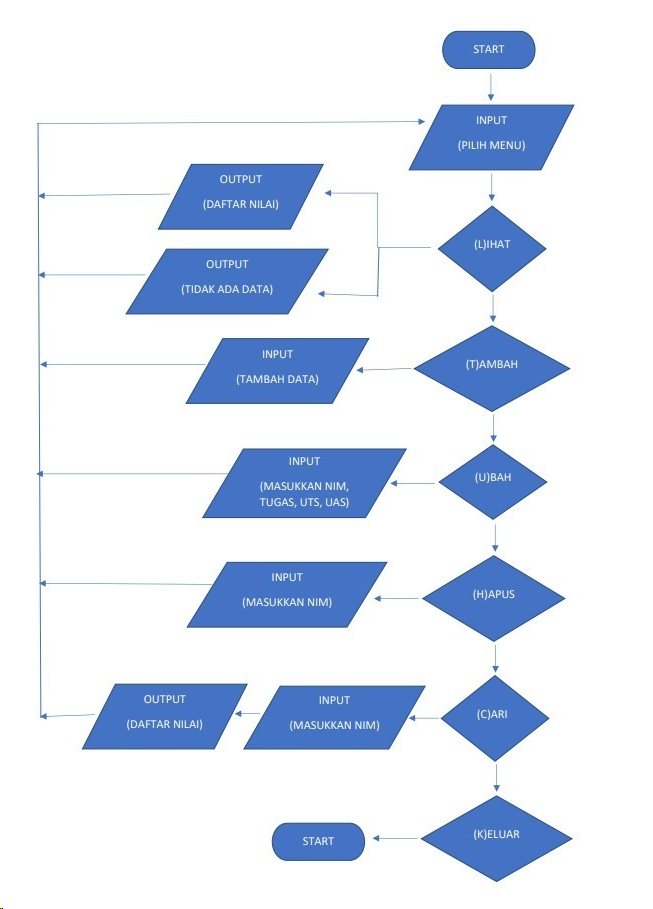 START
INPUT
(PILIH MENU)
OUTPUT
(DAFTAR NILAI)
(L)IHAT
OUTPUT
(TIDAK ADA DATA)
INPUT
(TAMBAH DATA)
(T)AMBAH
INPUT
(MASUKKAN NIM,
TUGAS, UTS, UAS)
(U)BAH
INPUT
(MASUKKAN NIM)
(H)APUS
OUTPUT
(DAFTAR NILAI)
INPUT
(MASUKKAN NIM)
(C)ARI
START
(K)ELUAR